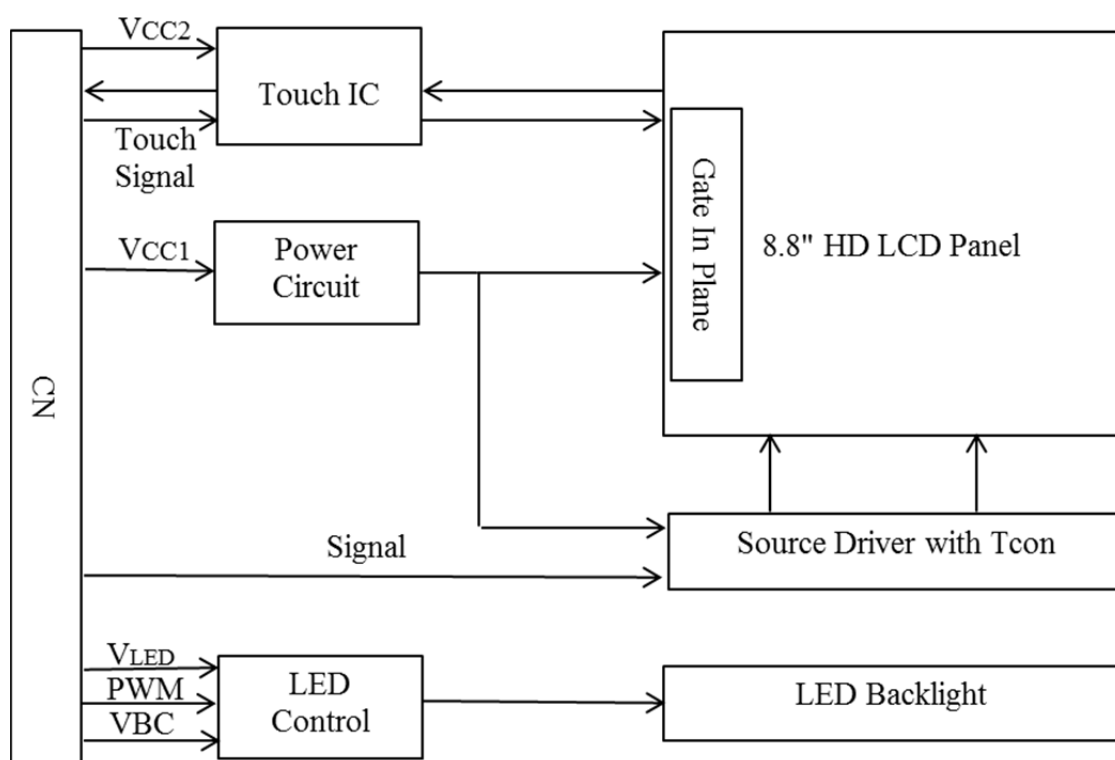 VCC2
Touch IC
Touch
Signal
Gate In Plane
8.8" HD LCD Panel
VCC1
Power
Circuit
CN
Signal
Source Driver with Tcon
VLED
PWM
VBC
LED
Control
LED Backlight